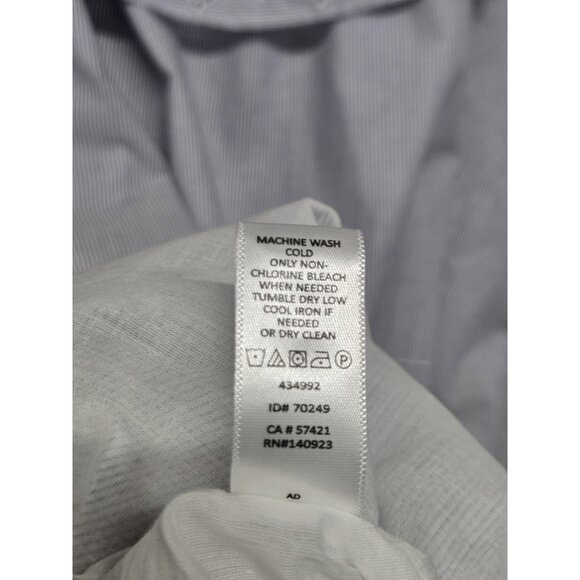 MACHINE WASH
COLD
ONLY NON-
CHLORINE BLEACH
WHEN NEEDED
TUMBLE DRY LOW
COOL IRON IF
NEEDED
OR DRY CLEAN
434992
ID# 70249
CA # 57421
RN#140923
AD